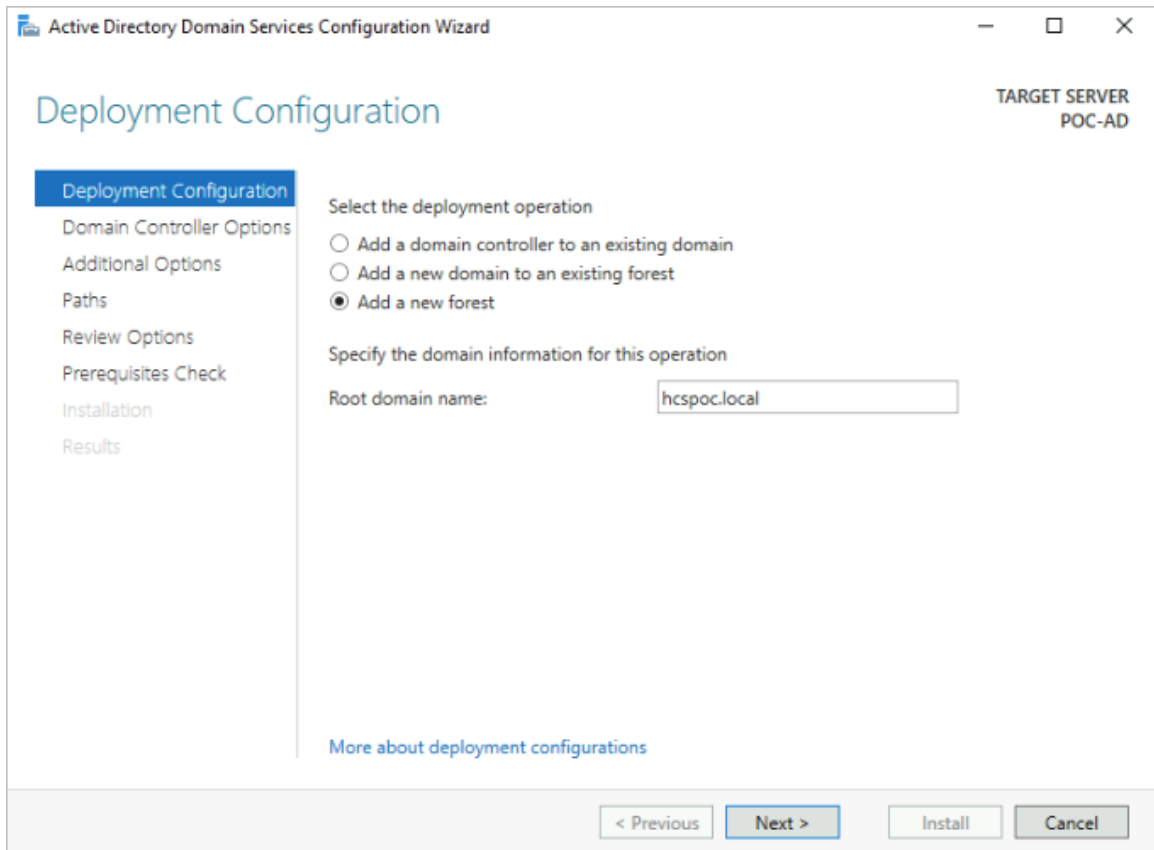 Active Directory Domain Services Configuration Wizard
Deployment Configuration
TARGET SERVER
POC-AD
Deployment Configuration
Domain Controller Options
Additional Options
Paths
Review Options
Prerequisites Check
Installation
Results
Select the deployment operation
Add a domain controller to an existing domain
Add a new domain to an existing forest
Add a new forest
Specify the domain information for this operation
Root domain name:
hcspoc.local
More about deployment configurations
< Previous
Next >
Install
Cancel